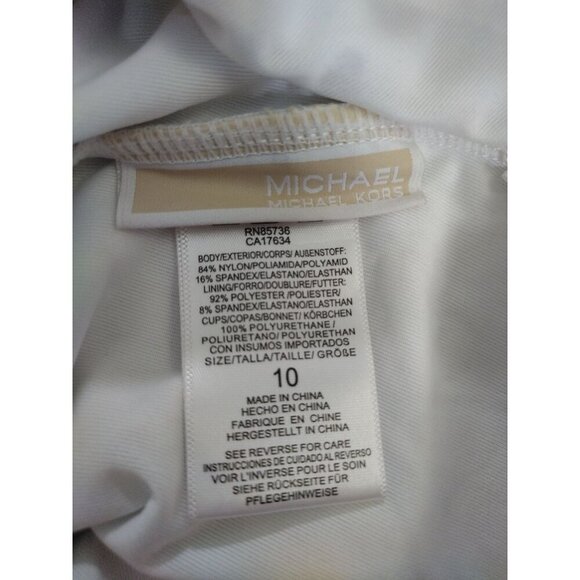 MICHAEL
MICHAEL KORS
RN85736
CA17634
BODY/EXTERIOR/CORPS/ AUßENSTOFF:
84% NYLON/POLIAMIDA/POLYAMID
16% SPANDEX/ELASTANO/ELASTHAN
LINING/FORRO/DOUBLURE/FUTTER:
92% POLYESTER /POLIESTER/
8% SPANDEX/ELASTANO/ELASTHAN
CUPS/COPAS/BONNET/ KÖRBCHEN
100% POLYURETHANE /
POLIURETANO/ POLYURETHAN
CON INSUMOS IMPORTADOS
SIZE/TALLA/TAILLE/ GRÖßE
10
MADE IN CHINA
HECHO EN CHINA
FABRIQUE EN CHINE
HERGESTELLT IN CHINA
SEE REVERSE FOR CARE
INSTRUCCIONES DE CUIDADO AL REVERSO
VOIR L'INVERSE POUR LE SOIN
SIEHE RÜCKSEITE FÜR
PFLEGEHINWEISE